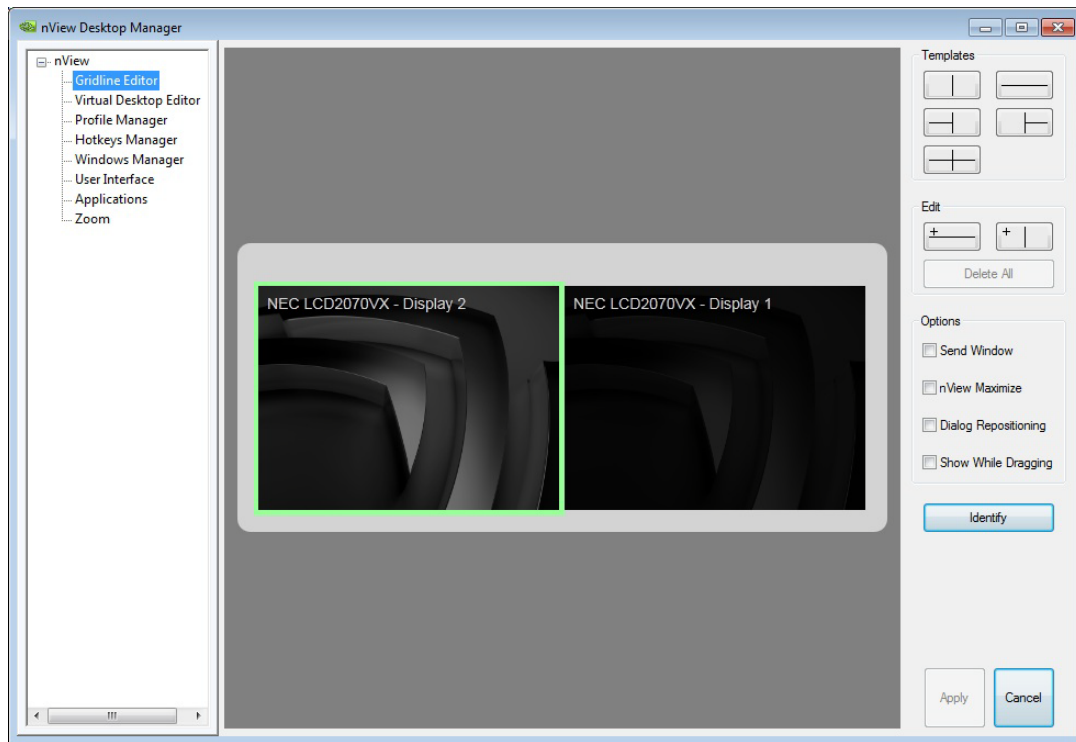 nView Desktop Manager
nView
Gridline Editor
Virtual Desktop Editor
Profile Manager
Hotkeys Manager
Windows Manager
User Interface
Applications
Zoom
NEC LCD2070VX - Display 2
NEC LCD2070VX - Display 1
Templates
Edit
Delete All
Options
Send Window
nView Maximize
Dialog Repositioning
Show While Dragging
Identify
Apply
Cancel